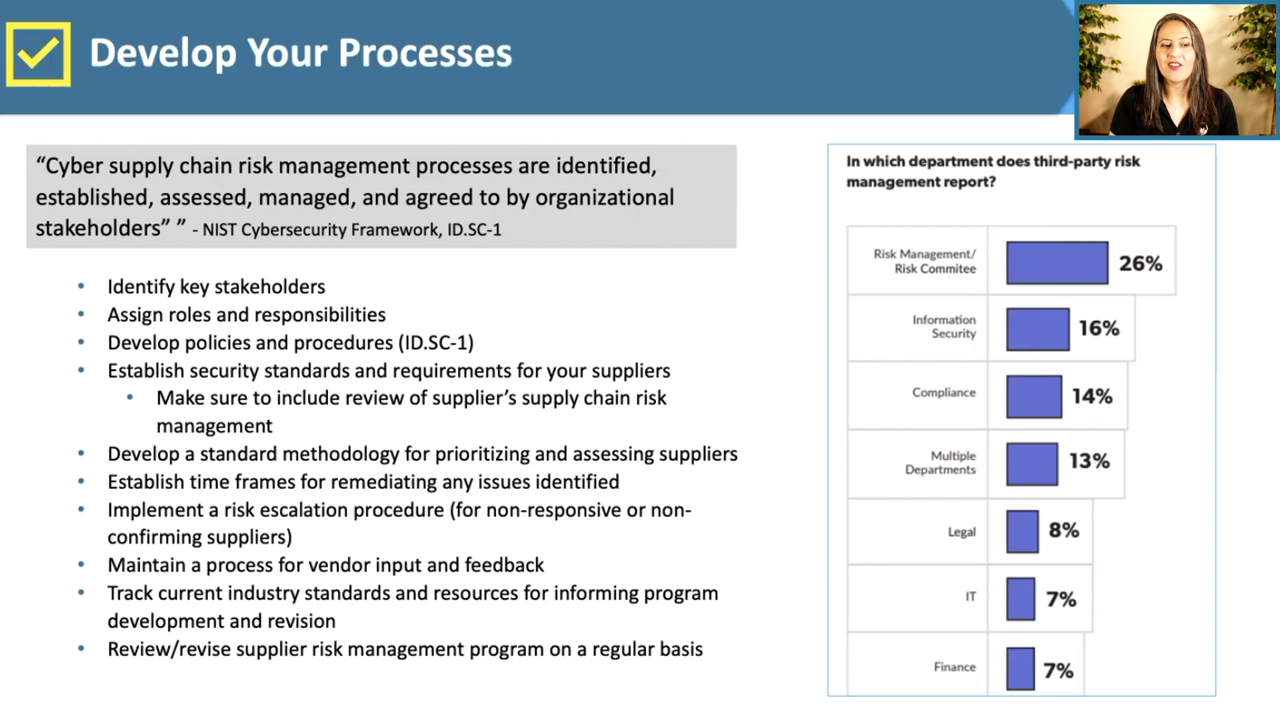 Develop Your Processes
“Cyber supply chain risk management processes are identified,
established, assessed, managed, and agreed to by organizational
stakeholders” ” - NIST Cybersecurity Framework, ID.SC-1
• Identify key stakeholders
• Assign roles and responsibilities
• Develop policies and procedures (ID.SC-1)
• Establish security standards and requirements for your suppliers
• Make sure to include review of supplier’s supply chain risk
management
• Develop a standard methodology for prioritizing and assessing suppliers
• Establish time frames for remediating any issues identified
• Implement a risk escalation procedure (for non-responsive or non-
confirming suppliers)
• Maintain a process for vendor input and feedback
• Track current industry standards and resources for informing program
development and revision
• Review/revise supplier risk management program on a regular basis
In which department does third-party risk
management report?
Risk Management/
Risk Commitee
26%
Information
Security
16%
Compliance
14%
Multiple
Departments
13%
Legal
8%
IT
7%
Finance
7%